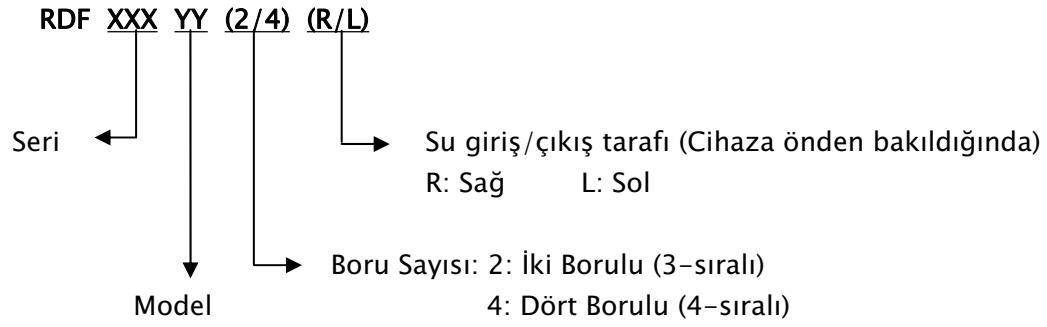 RDF XXX YY (2/4) (R/L)
Seri
Su giriş/çıkış tarafı (Cihaza önden bakıldığında)
R: Sağ L: Sol
Boru Sayısı: 2: İki Borulu (3-sıralı)
Model
4: Dört Borulu (4-sıralı)